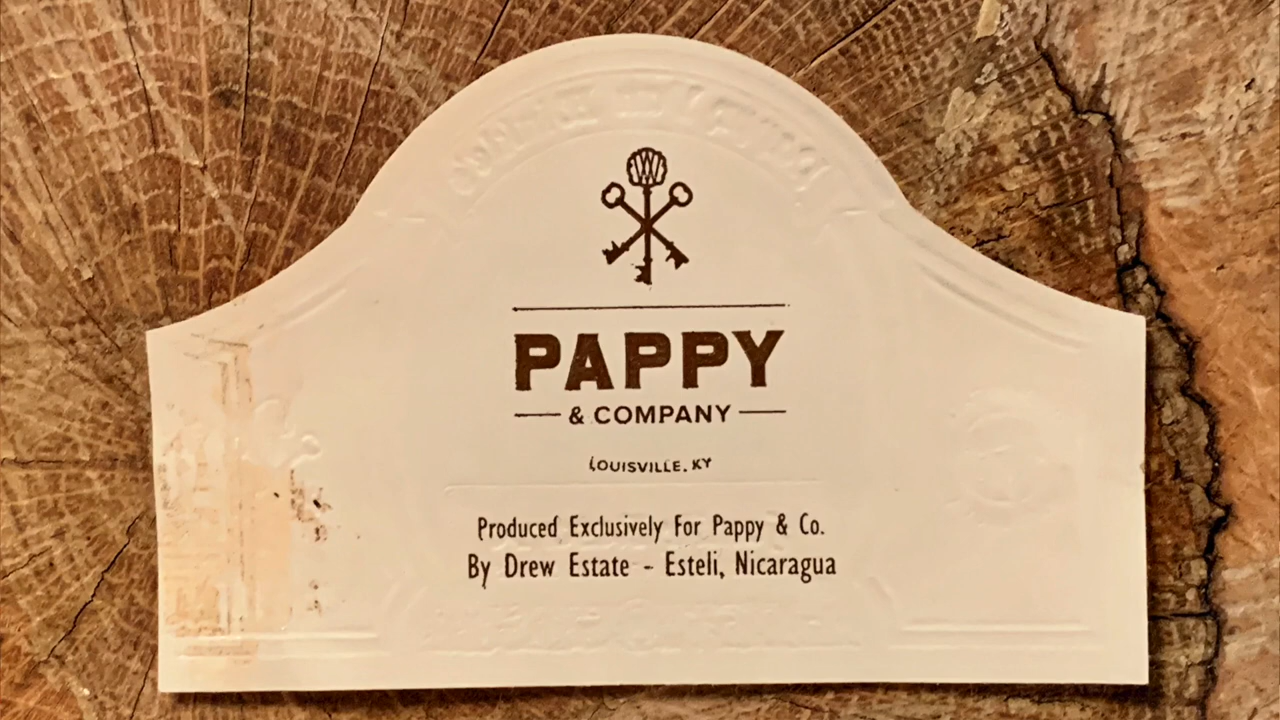 PAPPY
& COMPANY
LOUISVILLE, KY
Produced Exclusively For Pappy & Co.
By Drew Estate - Esteli, Nicaragua